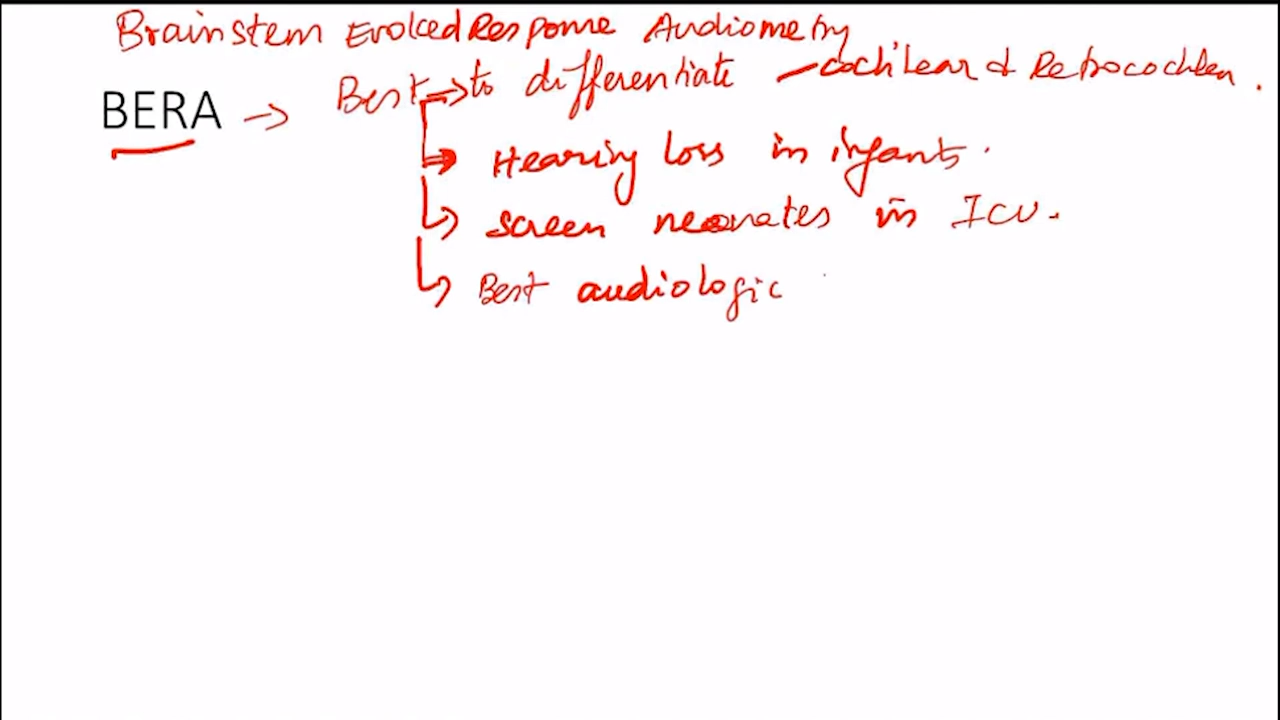 Brainstem Evoked Response Audiometry
BERA → Best → to differentiate - cochlear & Retrocochlea.
Hearing loss in infants.
screen neonates in ICU.
Best audiologic